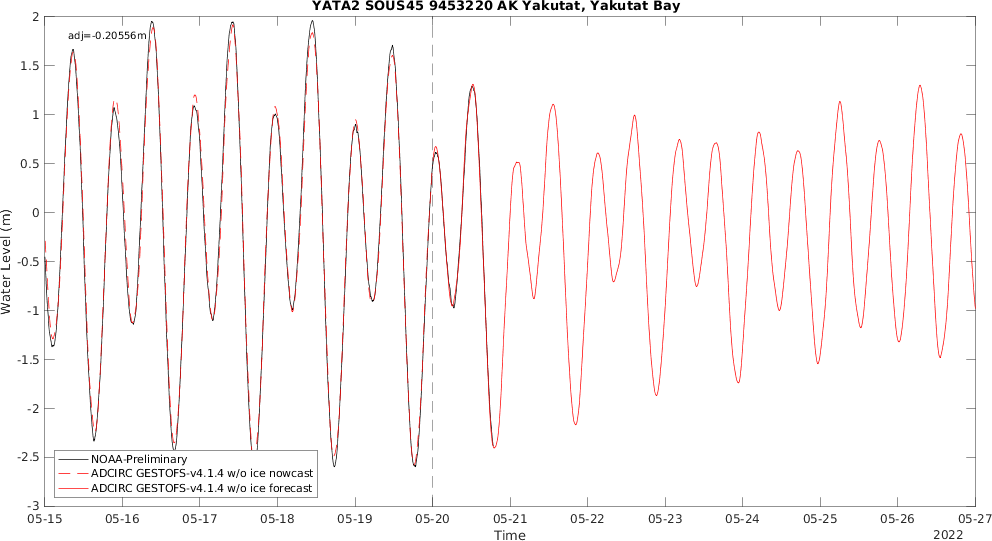 YATA2 SOUS45 9453220 AK Yakutat, Yakutat Bay
adj=-0.20556m
2
1.5
1
0.5
0
-0.5
-1
-1.5
-2
-2.5
-3
Water Level (m)
NOAA-Preliminary
ADCIRC GESTOFS-v4.1.4 w/o ice nowcast
ADCIRC GESTOFS-v4.1.4 w/o ice forecast
05-15 05-16 05-17 05-18 05-19 05-20 05-21 05-22 05-23 05-24 05-25 05-26 05-27
Time
2022